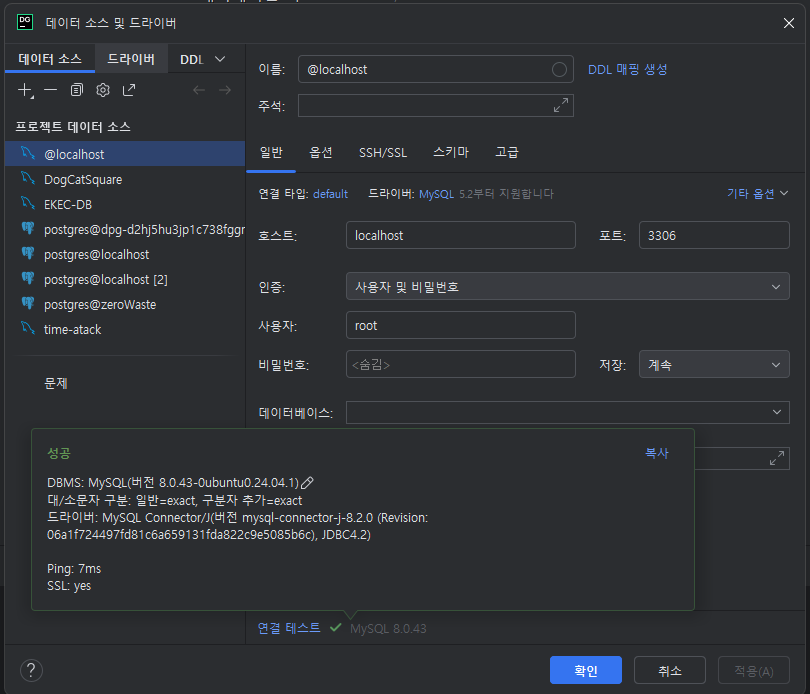 DG
데이터 소스 및 드라이버
데이터 소스
드라이버
DDL
프로젝트 데이터 소스
@localhost
DogCatSquare
EKEC-DB
postgres@dpg-d2hj5hu3jp1c738fggr
postgres@localhost
postgres@localhost [2]
postgres@zeroWaste
time-atack
문제
이름:
@localhost
DDL 매핑 생성
주석:
일반
옵션
SSH/SSL
스키마
고급
연결 타입: default
드라이버: MySQL 5.2부터 지원합니다
기타 옵션
호스트:
localhost
포트:
3306
인증:
사용자 및 비밀번호
사용자:
root
비밀번호:
<숨김>
저장:
계속
데이터베이스:
성공
복사
DBMS: MySQL(버전 8.0.43-0ubuntu0.24.04.1)
대/소문자 구분: 일반=exact, 구분자 추가=exact
드라이버: MySQL Connector/J(버전 mysql-connector-j-8.2.0 (Revision:
06a1f724497fd81c6a659131fda822c9e5085b6c), JDBC4.2)
Ping: 7ms
SSL: yes
연결 테스트
MySQL 8.0.43
?
확인
취소
적용(A)